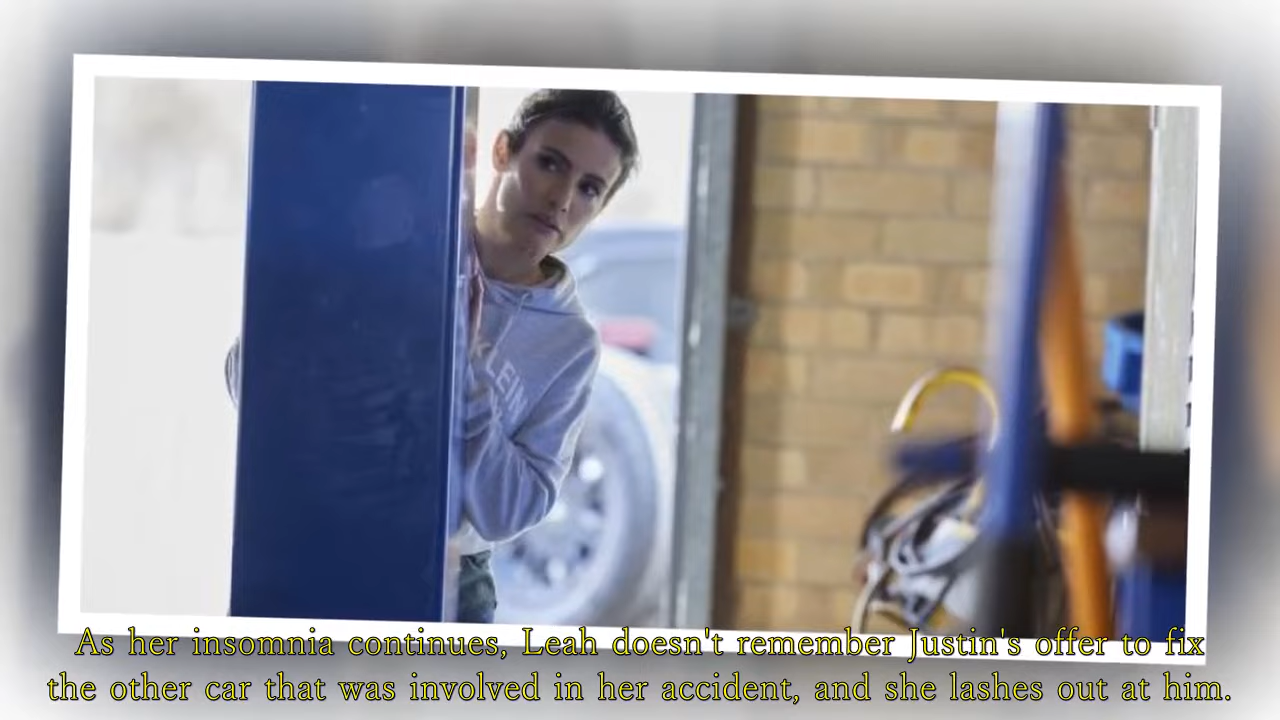 KLEIN
As her insomnia continues, Leah doesn't remember Justin's offer to fix
the other car that was involved in her accident, and she lashes out at him.